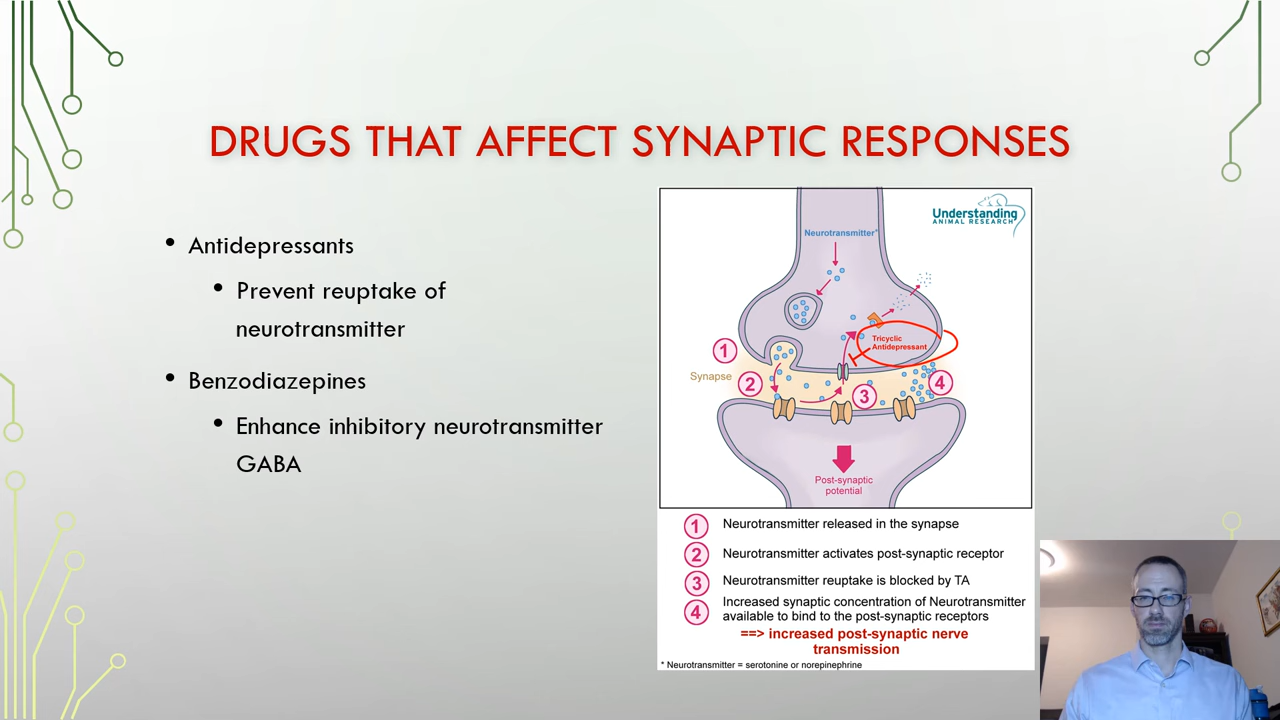 DRUGS THAT AFFECT SYNAPTIC RESPONSES
• Antidepressants
• Prevent reuptake of
neurotransmitter
• Benzodiazepines
• Enhance inhibitory neurotransmitter
GABA
Understanding
ANIMAL RESEARCH
Neurotransmitter*
Tricyclic
Antidepressant
1
Synapse
2
3
4
Post-synaptic
potential
1 Neurotransmitter released in the synapse
2 Neurotransmitter activates post-synaptic receptor
3 Neurotransmitter reuptake is blocked by TA
4 Increased synaptic concentration of Neurotransmitter
available to bind to the post-synaptic receptors
==> increased post-synaptic nerve
transmission
* Neurotransmitter = serotonine or norepinephrine